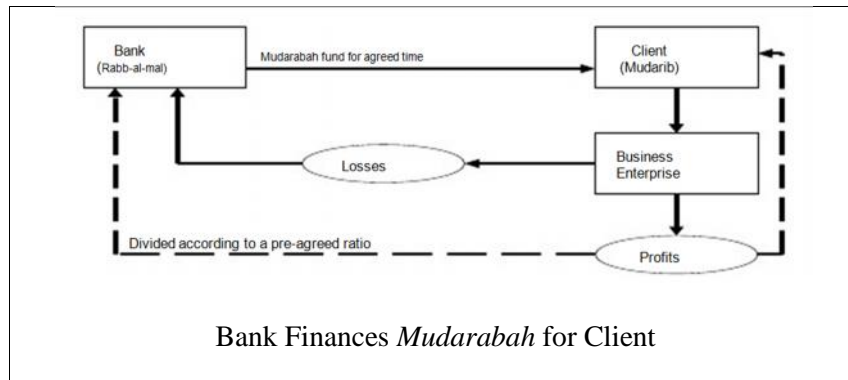 Bank
(Rabb-al-mal)
Mudarabah fund for agreed time
Client
(Mudarib)
Losses
Business
Enterprise
Divided according to a pre-agreed ratio
Profits
Bank Finances Mudarabah for Client